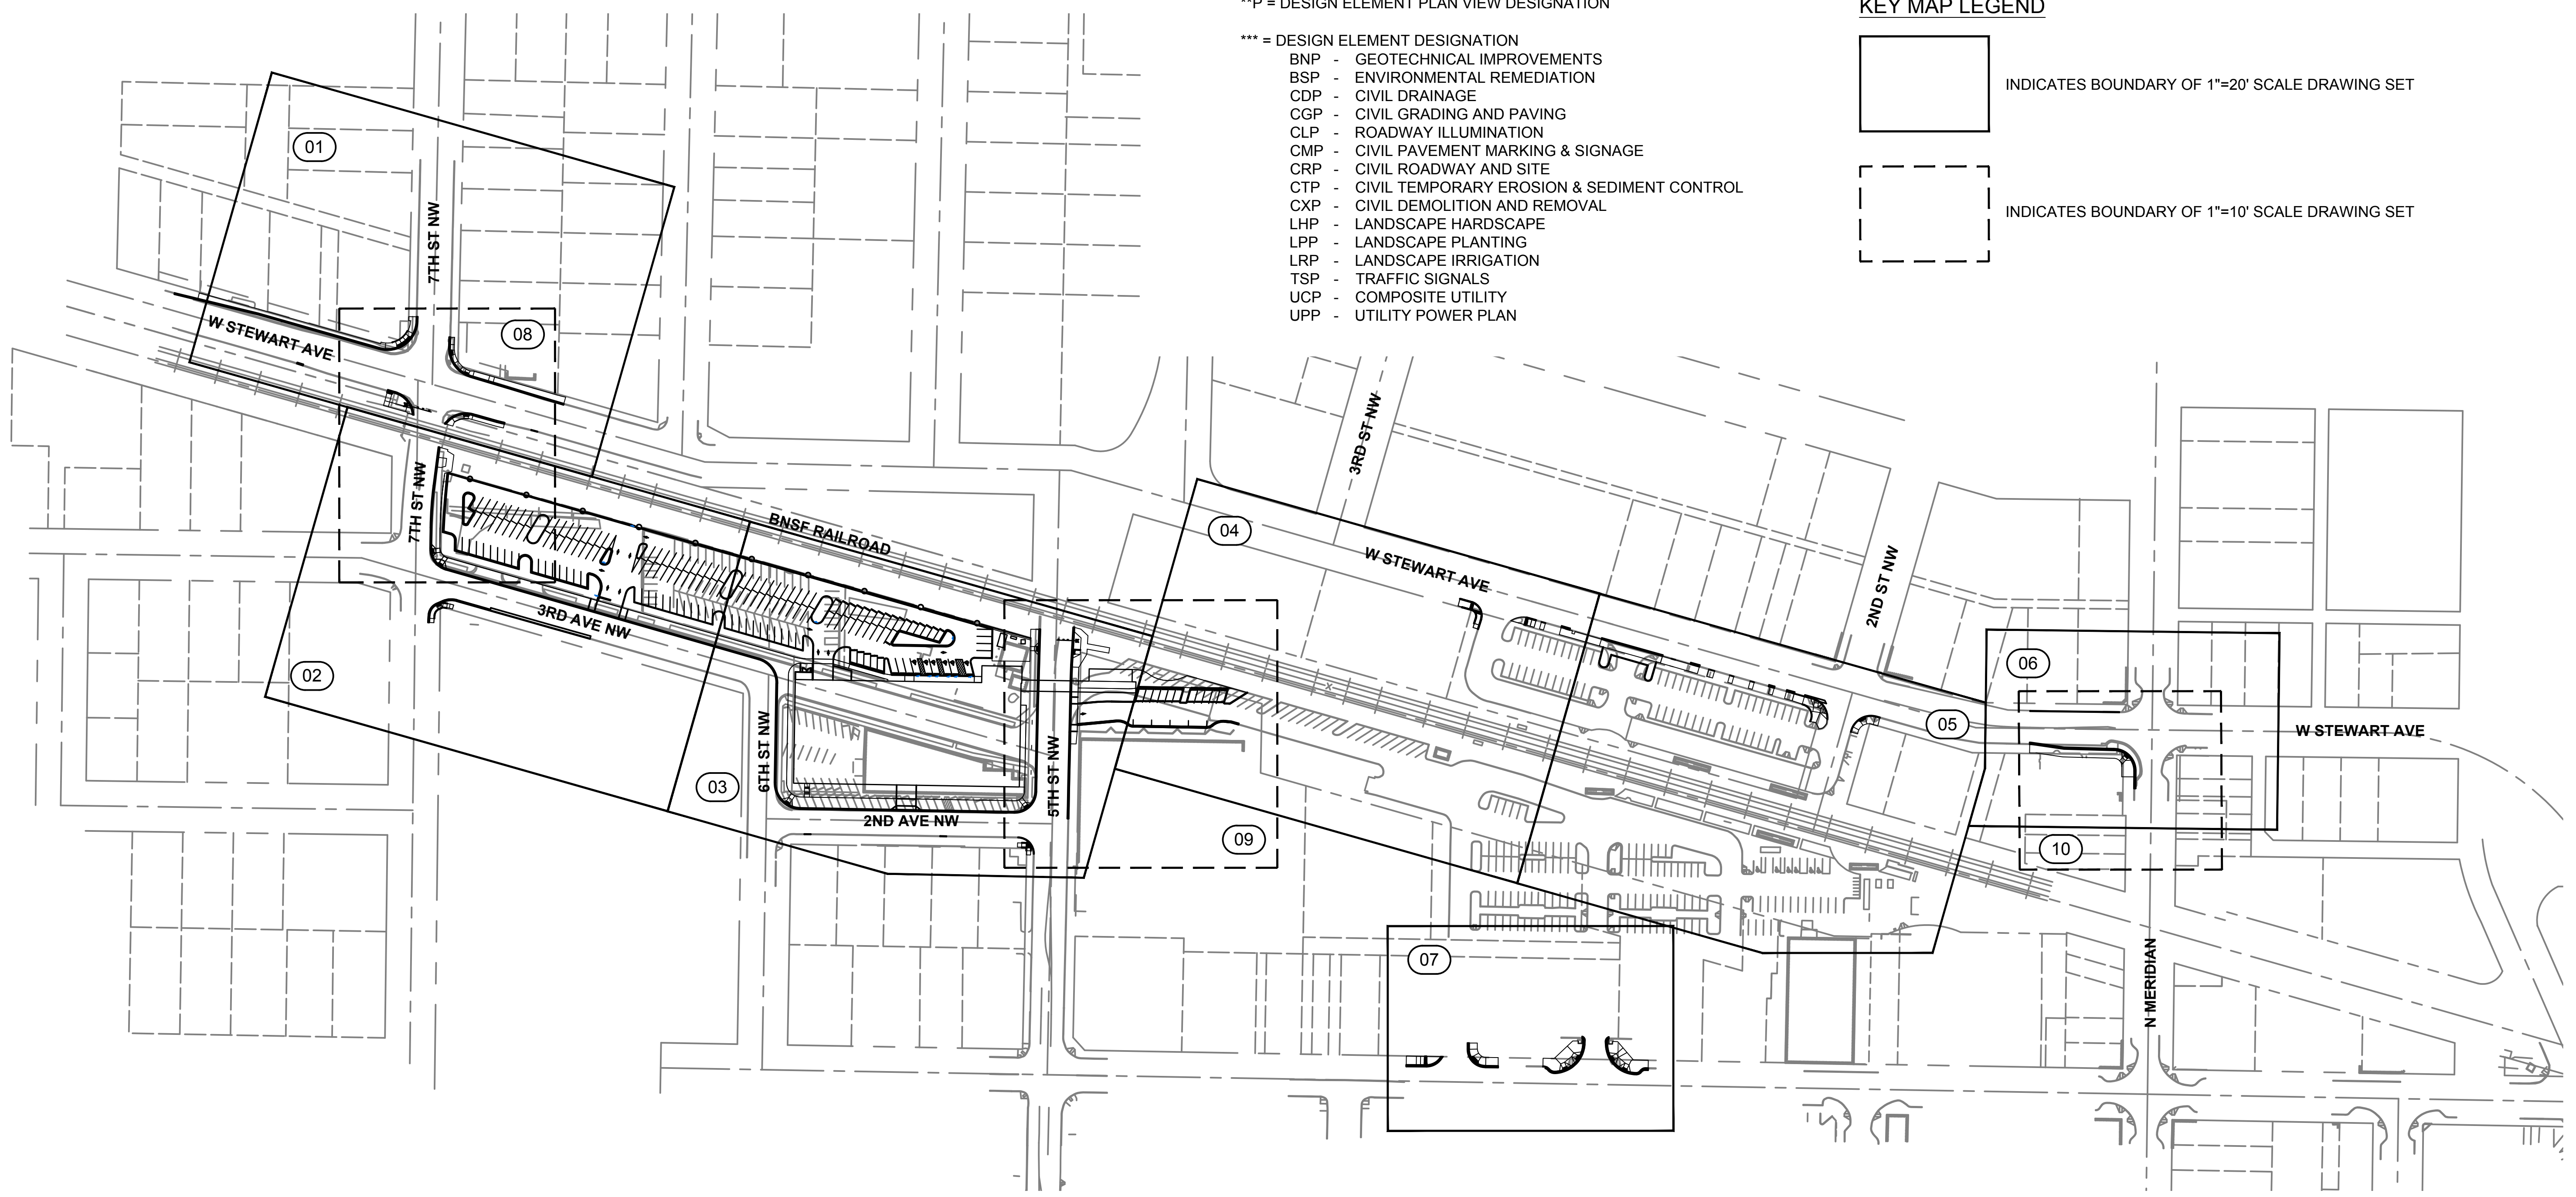 **P = DESIGN ELEMENT PLAN VIEW DESIGNATION
*** = DESIGN ELEMENT DESIGNATION
BNP - GEOTECHNICAL IMPROVEMENTS
BSP - ENVIRONMENTAL REMEDIATION
CDP - CIVIL DRAINAGE
CGP - CIVIL GRADING AND PAVING
CLP - ROADWAY ILLUMINATION
CMP - CIVIL PAVEMENT MARKING & SIGNAGE
CRP - CIVIL ROADWAY AND SITE
CTP - CIVIL TEMPORARY EROSION & SEDIMENT CONTROL
CXP - CIVIL DEMOLITION AND REMOVAL
LHP - LANDSCAPE HARDSCAPE
LPP - LANDSCAPE PLANTING
LRP - LANDSCAPE IRRIGATION
TSP - TRAFFIC SIGNALS
UCP - COMPOSITE UTILITY
UPP - UTILITY POWER PLAN
KEY MAP LEGEND
INDICATES BOUNDARY OF 1"=20' SCALE DRAWING SET
INDICATES BOUNDARY OF 1"=10' SCALE DRAWING SET
01
7TH ST NW
W STEWART AVE
08
7TH ST NW
BNSF RAILROAD
3RD AVE NW
02
03
6TH ST NW
2ND AVE NW
5TH ST NW
09
3RD ST NW
04
W STEWART AVE
2ND ST NW
05
06
W STEWART AVE
10
07
N MERIDIAN